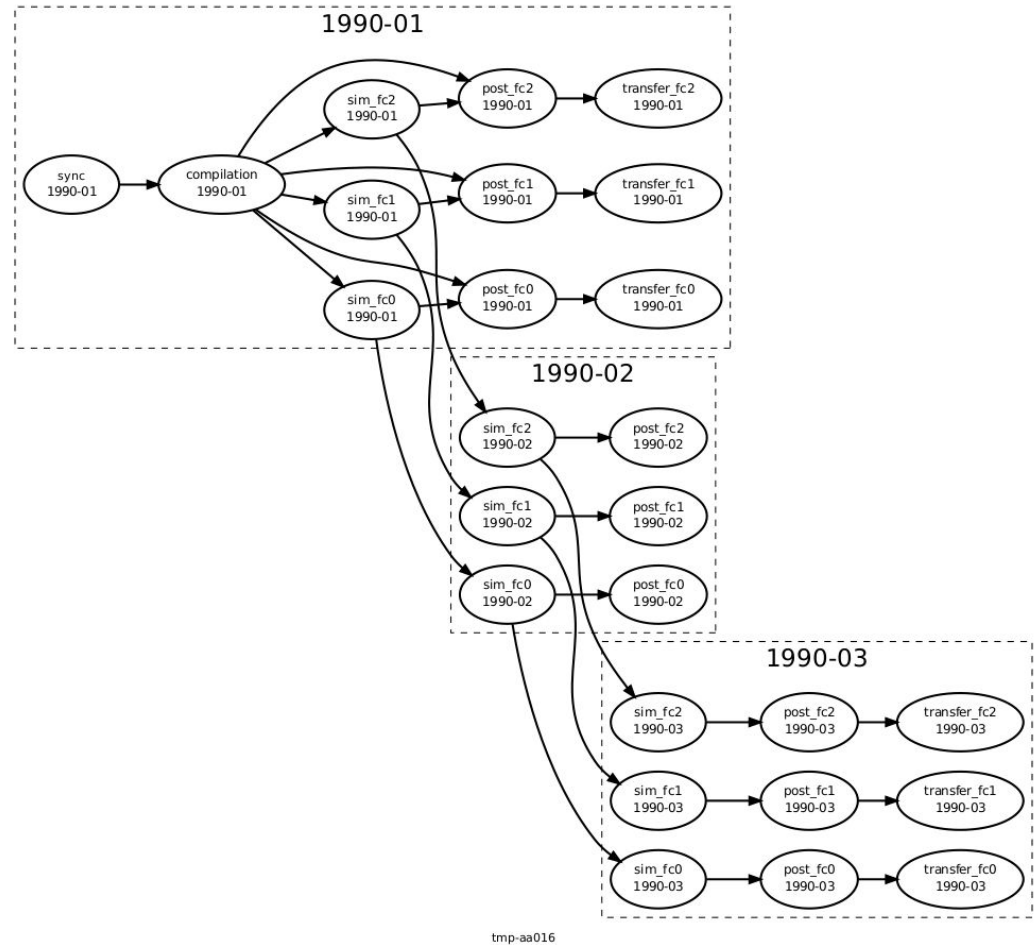 1990-01
post_fc2
1990-01
transfer_fc2
1990-01
sim_fc2
1990-01
sync
1990-01
compilation
1990-01
post_fc1
1990-01
transfer_fc1
1990-01
sim_fc1
1990-01
post_fc0
1990-01
transfer_fc0
1990-01
sim_fc0
1990-01
1990-02
sim_fc2
1990-02
post_fc2
1990-02
sim_fc1
1990-02
post_fc1
1990-02
sim_fc0
1990-02
post_fc0
1990-02
1990-03
sim_fc2
1990-03
post_fc2
1990-03
transfer_fc2
1990-03
sim_fc1
1990-03
post_fc1
1990-03
transfer_fc1
1990-03
sim_fc0
1990-03
post_fc0
1990-03
transfer_fc0
1990-03
tmp-aa016